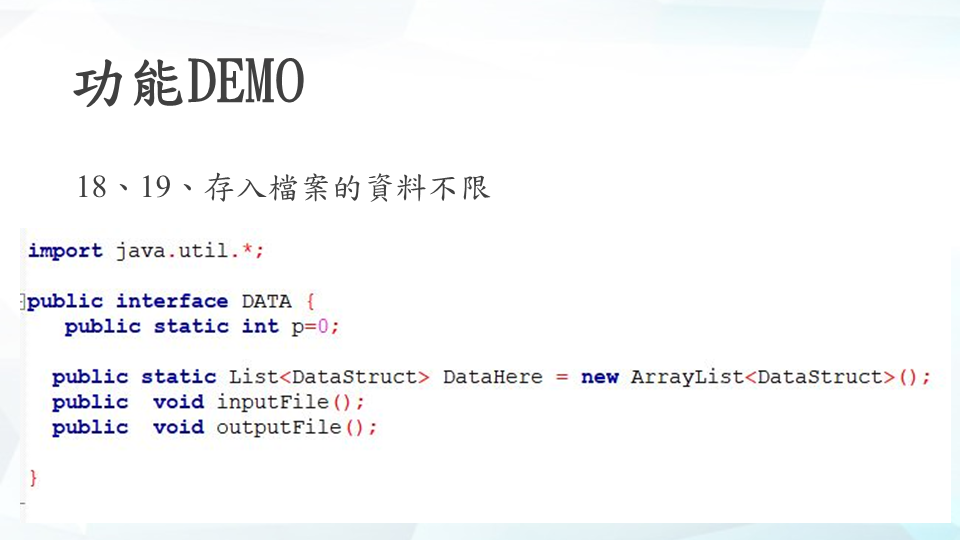 功能DEMO
18、19、存入檔案的資料不限
import java.util.*;
public interface DATA {
public static int p=0;
public static List<DataStruct> DataHere = new ArrayList<DataStruct>();
public  void inputFile();
public  void outputFile();
}